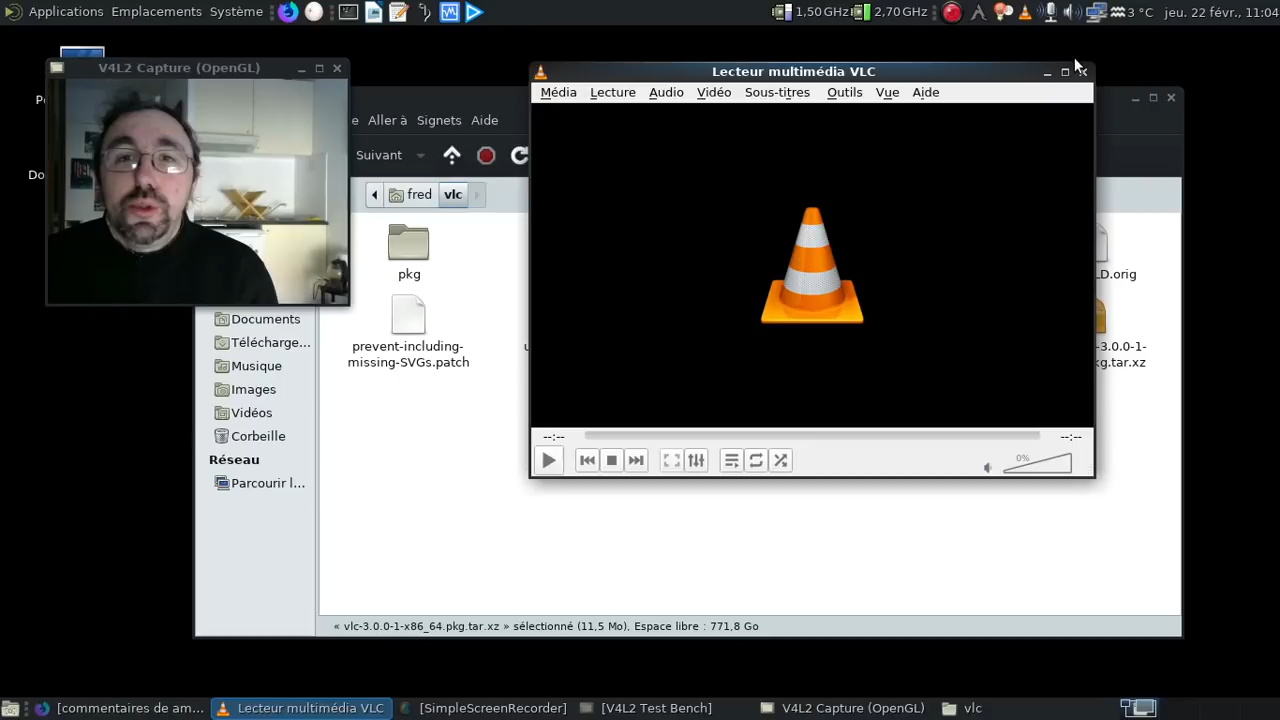 Applications Emplacements Système
1,50 GHz
2,70 GHz
3 °C
jeu. 22 févr., 11:04
V4L2 Capture (OpenGL)
Lecteur multimédia VLC
Média Lecture Audio Vidéo Sous-titres Outils Vue Aide
Aller à Signets Aide
Suivant
fred vlc
pkg
prevent-including-
missing-SVGs.patch
LD.orig
-3.0.0-1-
kg.tar.xz
Documents
Télécharge...
Musique
Images
Vidéos
Corbeille
Réseau
Parcourir l...
--:-- --:--
0%
« vlc-3.0.0-1-x86_64.pkg.tar.xz » sélectionné (11,5 Mo), Espace libre : 771,8 Go
[commentaires de am...
Lecteur multimédia VLC
[SimpleScreenRecorder]
[V4L2 Test Bench]
V4L2 Capture (OpenGL)
vlc